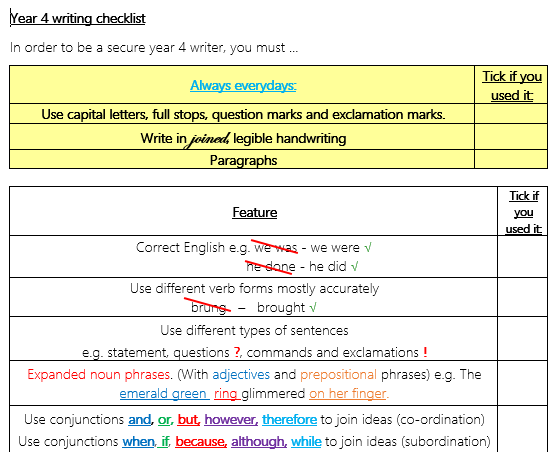 Year 4 writing checklist
In order to be a secure year 4 writer, you must …
Always everydays:
Tick if you
used it:
Use capital letters, full stops, question marks and exclamation marks.
Write in joined, legible handwriting
Paragraphs
Feature
Tick if
you
used it:
Correct English e.g. we was - we were √
he done - he did √
Use different verb forms mostly accurately
brung – brought √
Use different types of sentences
e.g. statement, questions ?, commands and exclamations !
Expanded noun phrases. (With adjectives and prepositional phrases) e.g. The
emerald green ring glimmered on her finger.
Use conjunctions and, or, but, however, therefore to join ideas (co-ordination)
Use conjunctions when, if, because, although, while to join ideas (subordination)